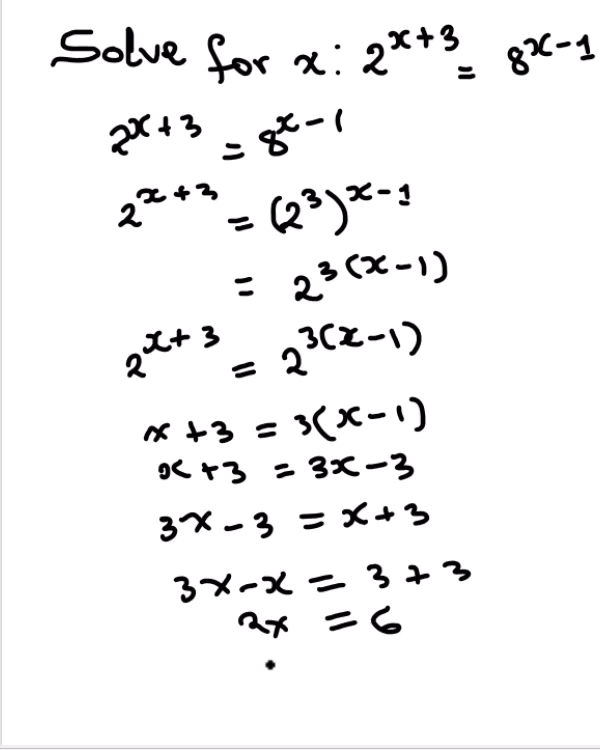 Solve for x: 2^{x+3} = 8^{x-1}
2^{x+3} = 8^{x-1}
2^{x+3} = (2^3)^{x-1}
= 2^{3(x-1)}
2^{x+3} = 2^{3(x-1)}
x+3 = 3(x-1)
x+3 = 3x-3
3x-3 = x+3
3x-x = 3+3
2x = 6